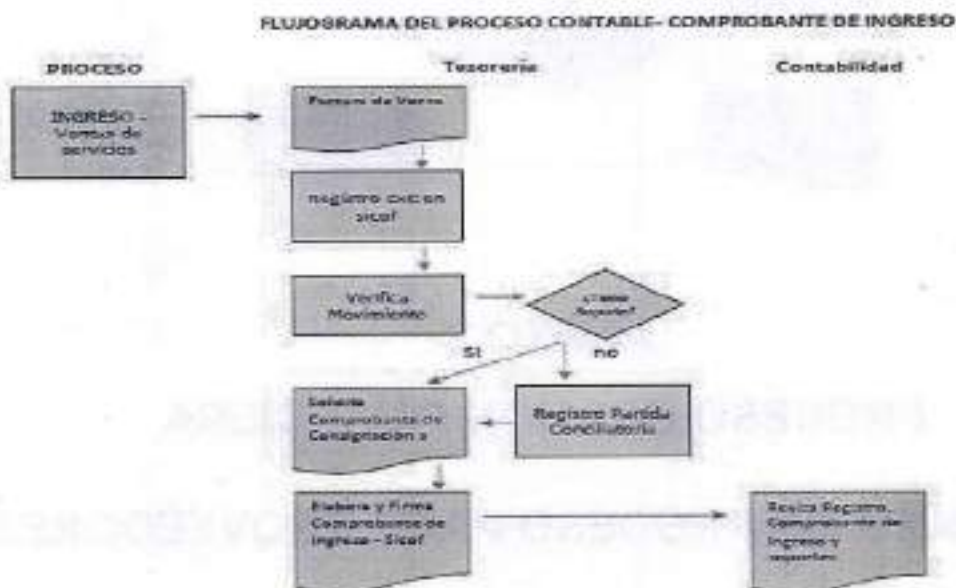 FLUJOGRAMA DEL PROCESO CONTABLE- COMPROBANTE DE INGRESO
PROCESO
Tesorería
Contabilidad
INGRESO -
Ventas de
servicios
Factura de Venta
Registro CXC en
sicof
Verifica
Movimiento
Soporte?
SI
no
Solicita
Comprobante de
Consignación a
Registro Partida
Conciliatoria
Elabora y Firma
Comprobante de
Ingreso - Sicof
Revisa Registro,
Comprobante de
Ingreso y
soportes